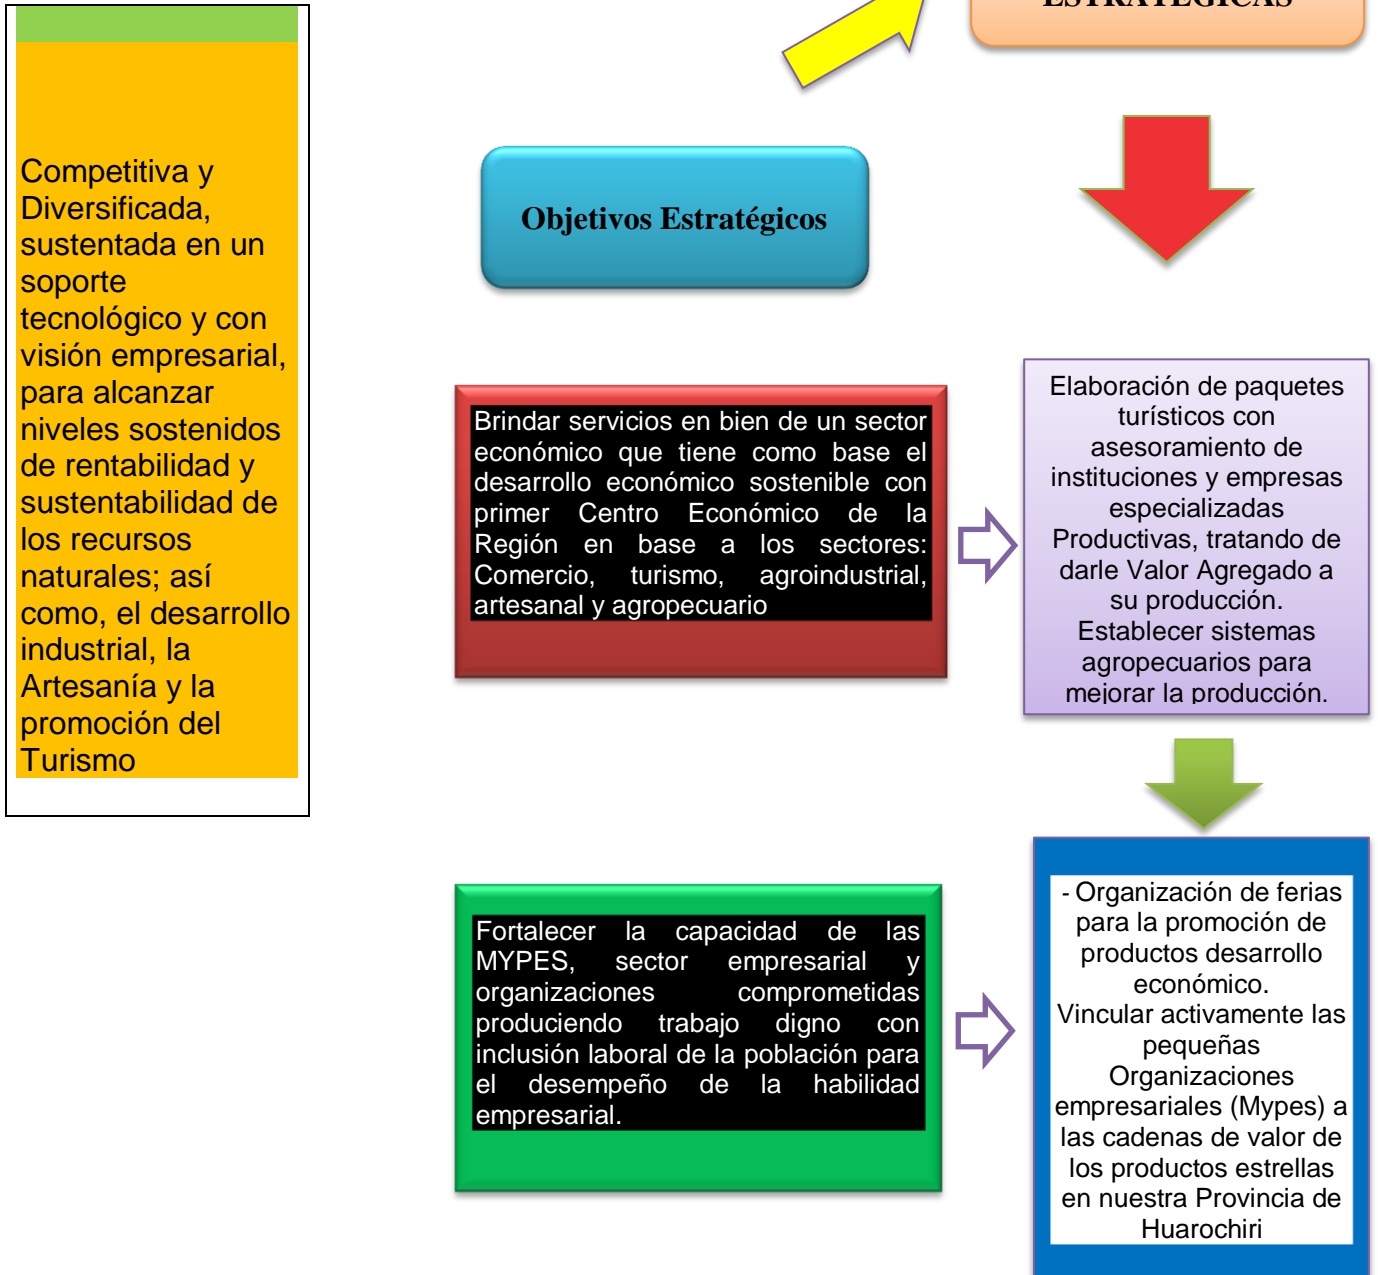 ESTRATEGICAS
Competitiva y
Diversificada,
sustentada en un
soporte
tecnológico y con
visión empresarial,
para alcanzar
niveles sostenidos
de rentabilidad y
sustentabilidad de
los recursos
naturales; así
como, el desarrollo
industrial, la
Artesanía y la
promoción del
Turismo
Objetivos Estratégicos
Brindar servicios en bien de un sector
económico que tiene como base el
desarrollo económico sostenible con
primer Centro Económico de la
Región en base a los sectores:
Comercio, turismo, agroindustrial,
artesanal y agropecuario
Elaboración de paquetes
turísticos con
asesoramiento de
instituciones y empresas
especializadas
Productivas, tratando de
darle Valor Agregado a
su producción.
Establecer sistemas
agropecuarios para
mejorar la producción.
Fortalecer la capacidad de las
MYPES, sector empresarial y
organizaciones comprometidas
produciendo trabajo digno con
inclusión laboral de la población para
el desempeño de la habilidad
empresarial.
- Organización de ferias
para la promoción de
productos desarrollo
económico.
Vincular activamente las
pequeñas
Organizaciones
empresariales (Mypes) a
las cadenas de valor de
los productos estrellas
en nuestra Provincia de
Huarochiri